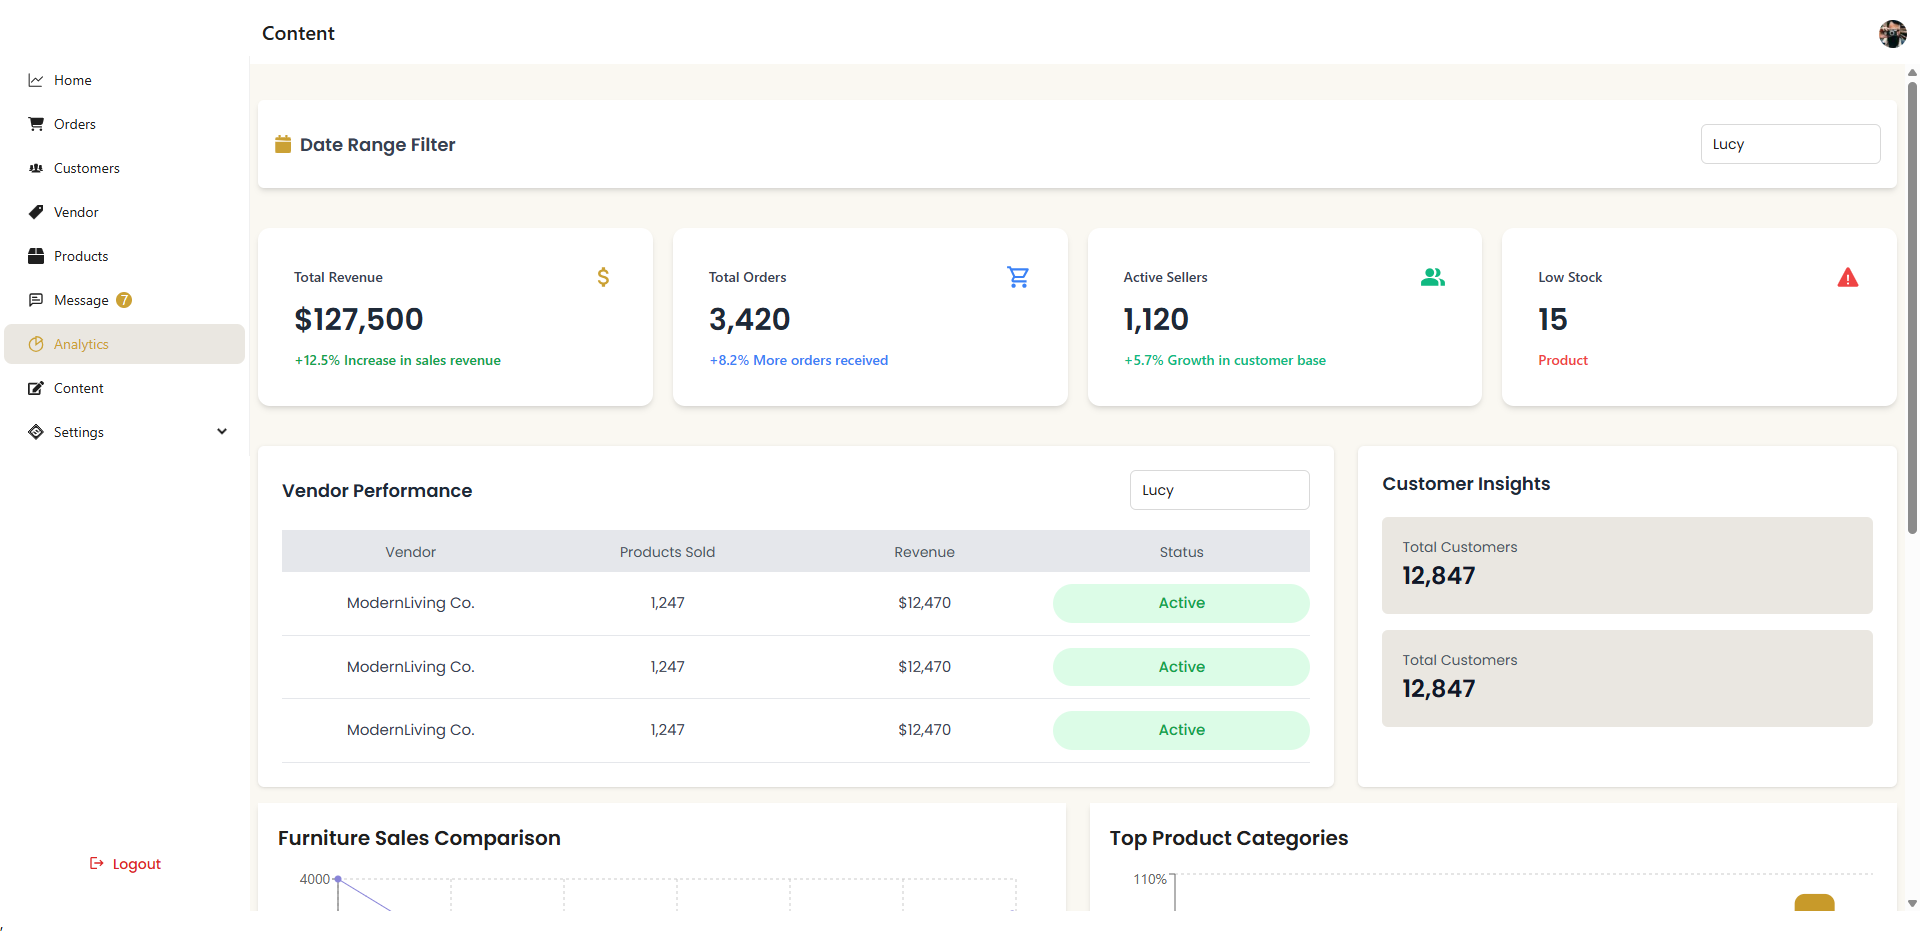 Content
Home
Orders
Customers
Vendor
Products
Message 7
Analytics
Content
Settings
Logout
Date Range Filter
Lucy
Total Revenue
$
$127,500
+12.5% Increase in sales revenue
Total Orders
3,420
+8.2% More orders received
Active Sellers
1,120
+5.7% Growth in customer base
Low Stock
15
Product
Vendor Performance
Lucy
Vendor Products Sold Revenue Status
ModernLiving Co. 1,247 $12,470 Active
ModernLiving Co. 1,247 $12,470 Active
ModernLiving Co. 1,247 $12,470 Active
Customer Insights
Total Customers
12,847
Total Customers
12,847
Furniture Sales Comparison
4000
Top Product Categories
110%
,